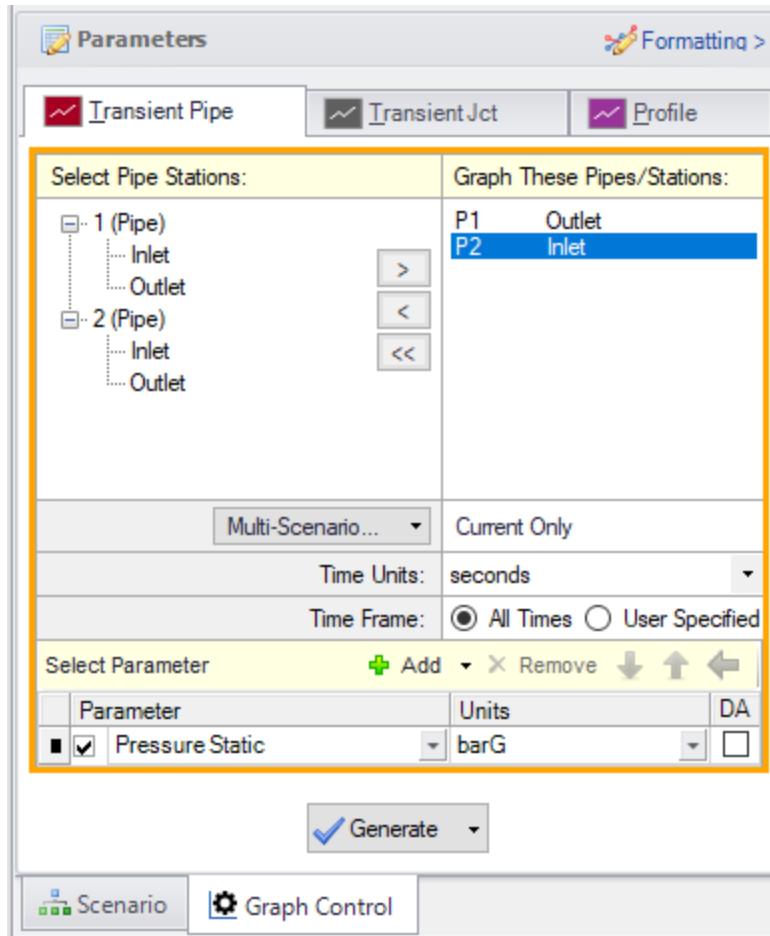 Parameters Formatting >
Transient Pipe Transient Jct Profile
Select Pipe Stations: Graph These Pipes/Stations:
1 (Pipe) P1 Outlet
Inlet P2 Inlet
>
Outlet
2 (Pipe) <
Inlet <<
Outlet
Multi-Scenario... Current Only
Time Units: seconds
Time Frame: All Times User Specified
Select Parameter Add Remove
Parameter Units DA
Pressure Static barG
Generate
Scenario Graph Control